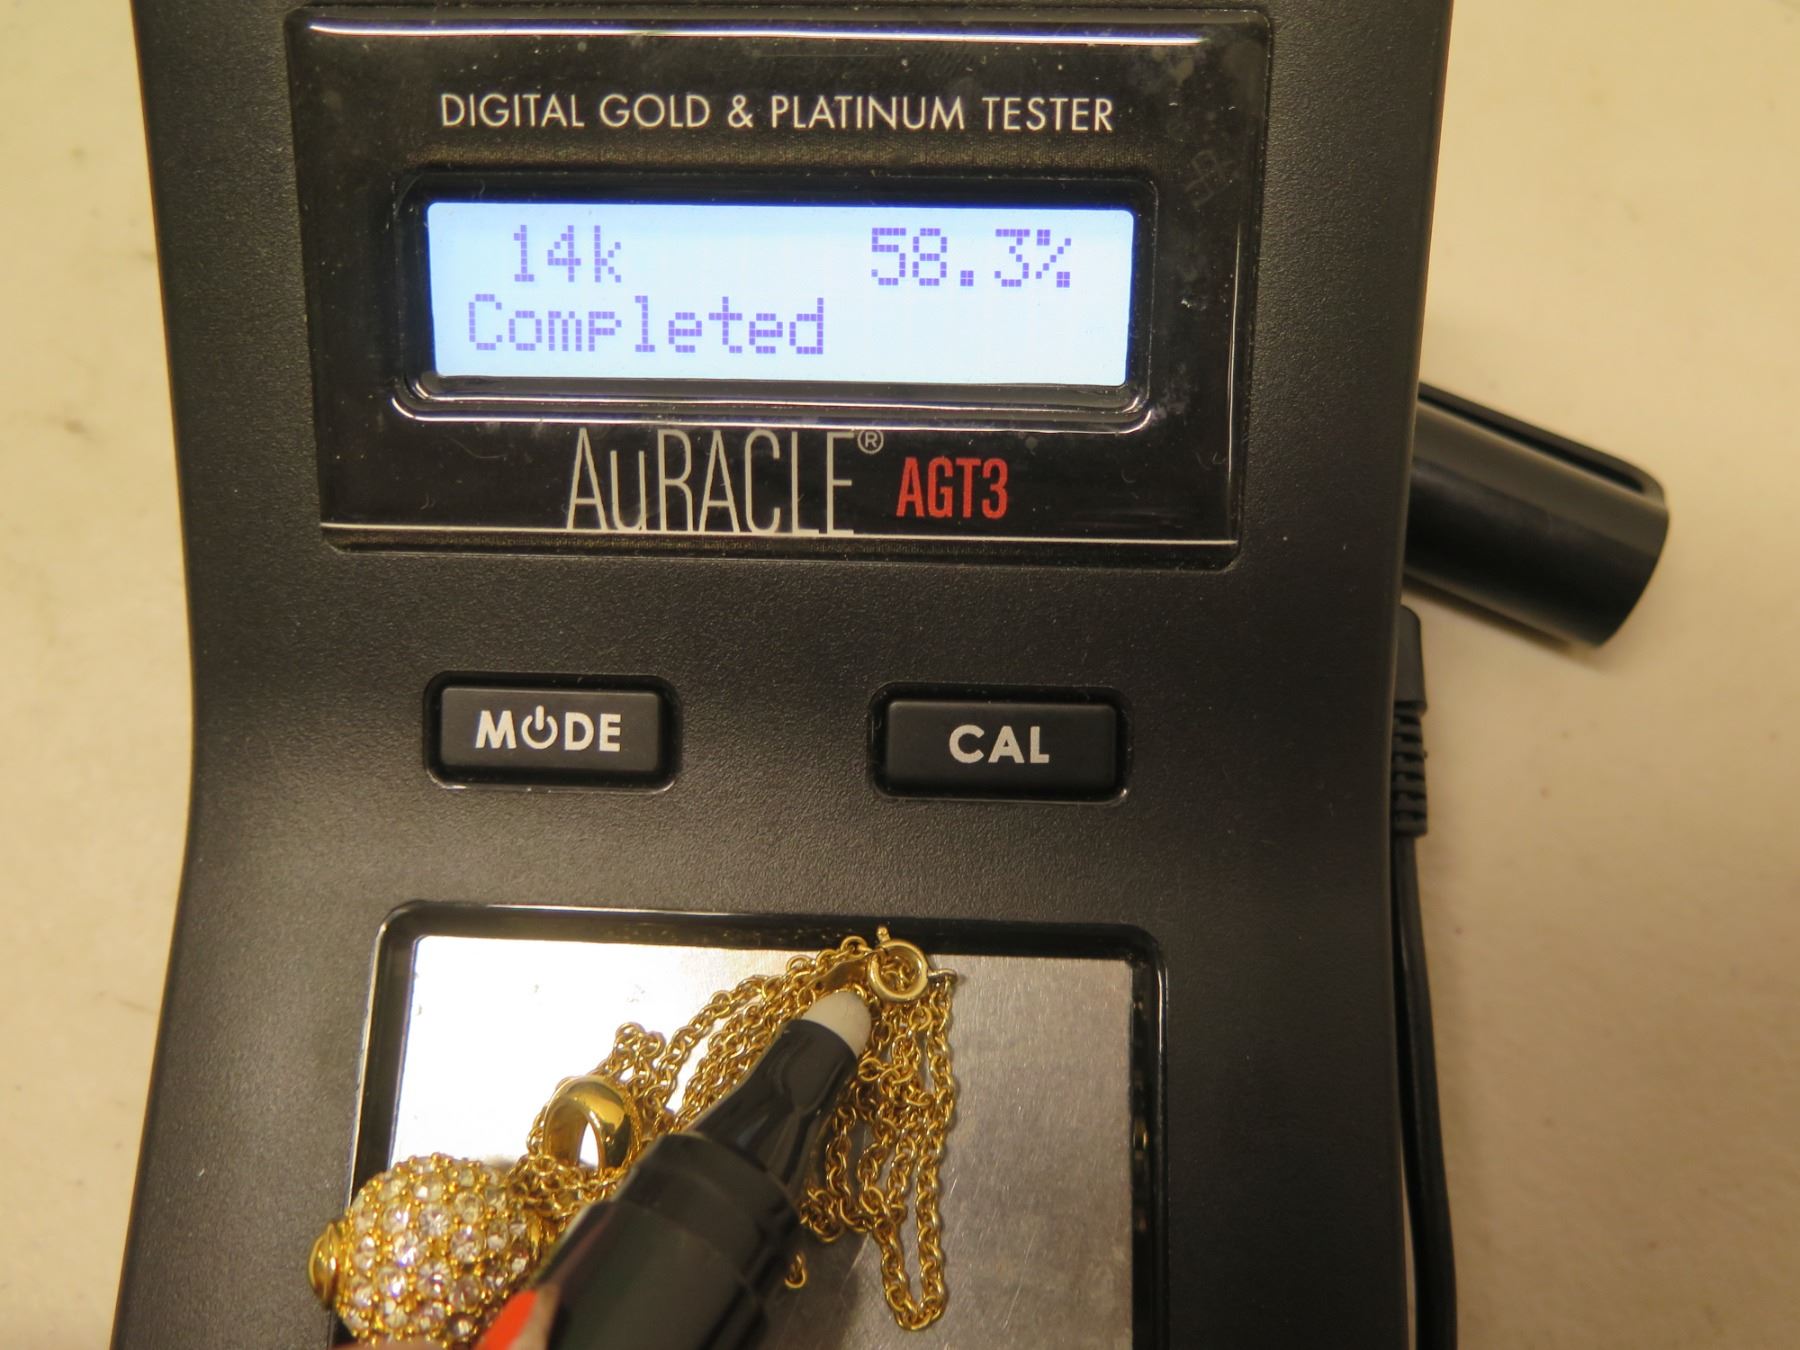 DIGITAL GOLD & PLATINUM TESTER
14k 58.3%
Completed
AuRACLE® AGT3
MODE CAL